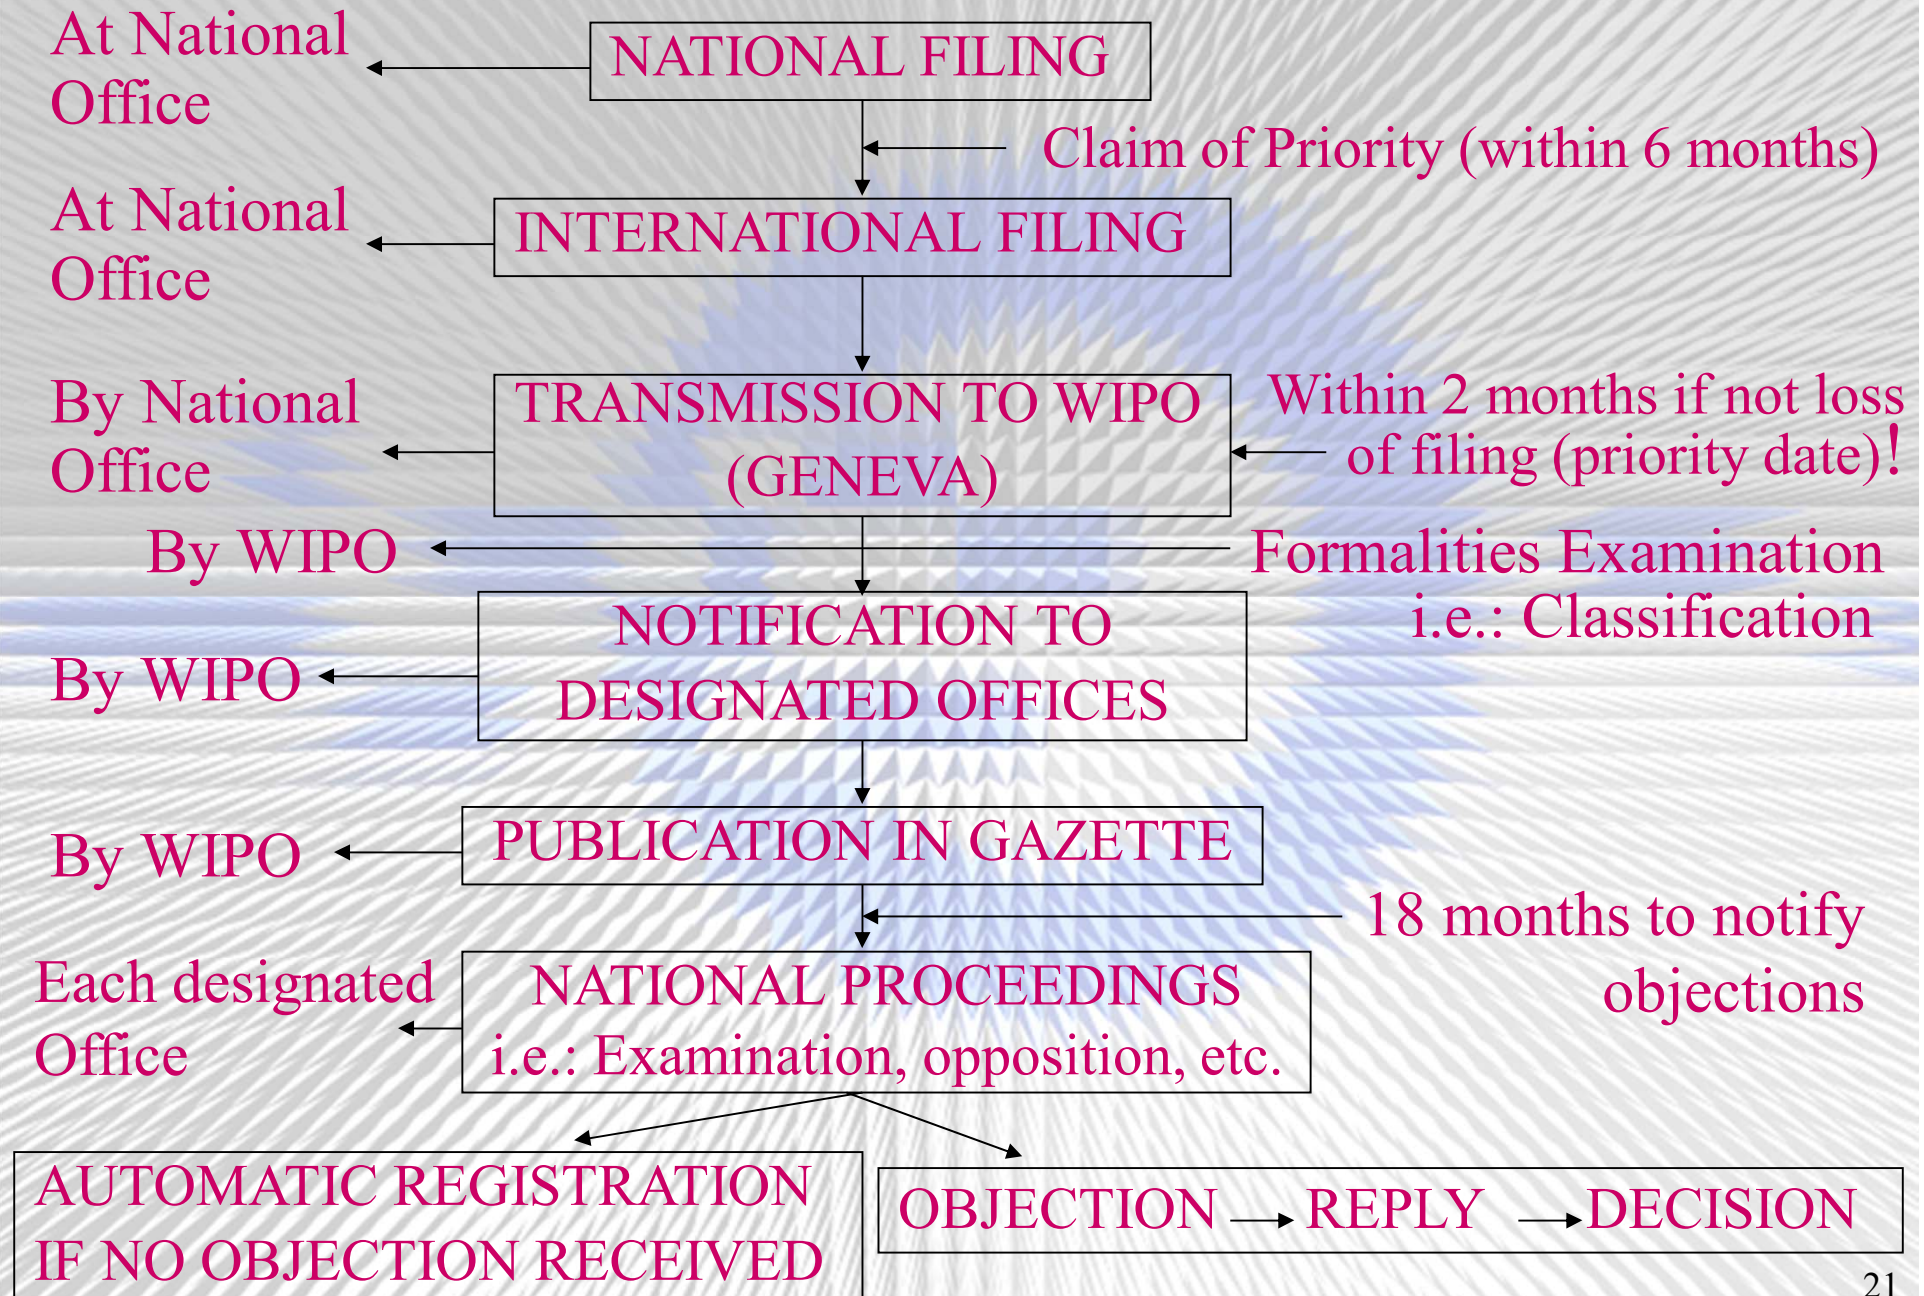 At National
Office
NATIONAL FILING
Claim of Priority (within 6 months)
At National
Office
INTERNATIONAL FILING
By National
Office
TRANSMISSION TO WIPO
(GENEVA)
Within 2 months if not loss
of filing (priority date)!
By WIPO
Formalities Examination
i.e.: Classification
By WIPO
NOTIFICATION TO
DESIGNATED OFFICES
By WIPO
PUBLICATION IN GAZETTE
18 months to notify
objections
Each designated
Office
NATIONAL PROCEEDINGS
i.e.: Examination, opposition, etc.
AUTOMATIC REGISTRATION
IF NO OBJECTION RECEIVED
OBJECTION REPLY DECISION
21